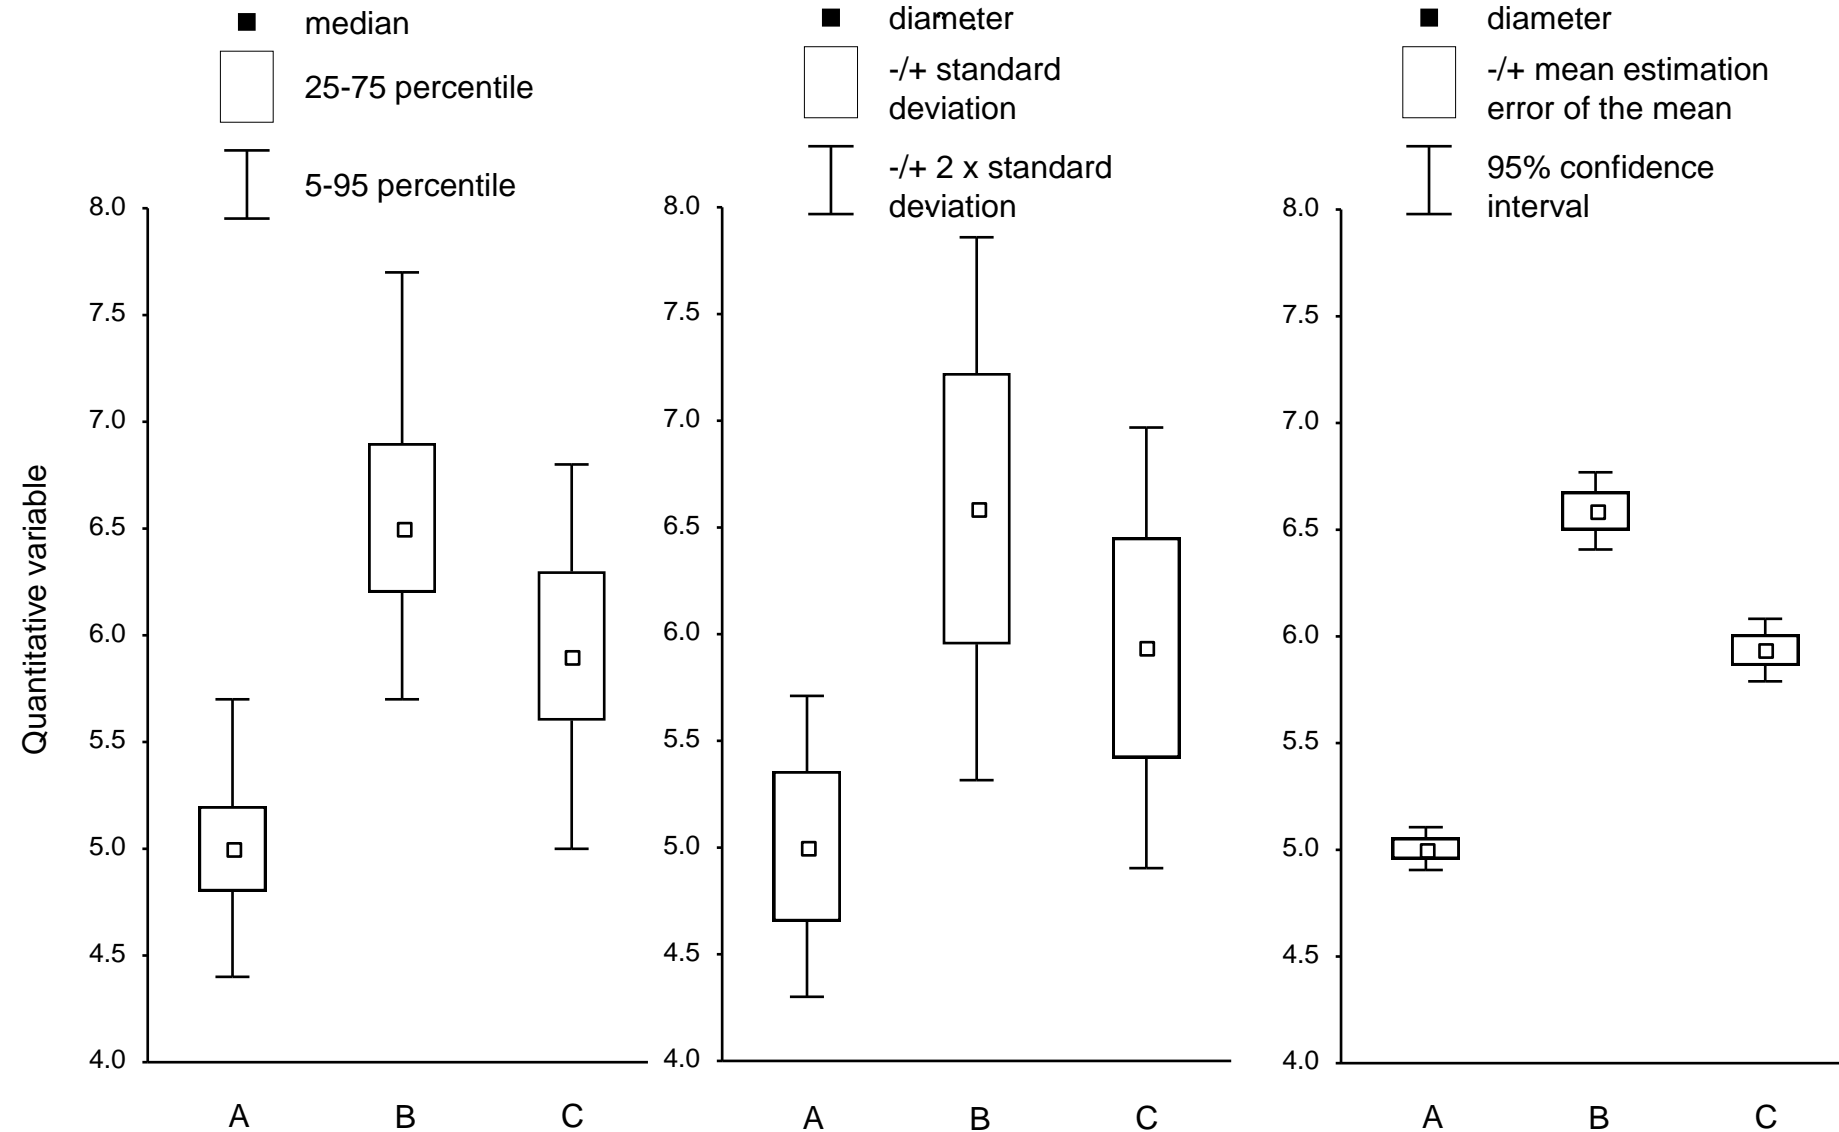 median
25-75 percentile
5-95 percentile
diameter
-/+ standard
deviation
-/+ 2 x standard
deviation
diameter
-/+ mean estimation
error of the mean
95% confidence
interval
Quantitative variable
8.0
7.5
7.0
6.5
6.0
5.5
5.0
4.5
4.0
A
B
C
8.0
7.5
7.0
6.5
6.0
5.5
5.0
4.5
4.0
A
B
C
8.0
7.5
7.0
6.5
6.0
5.5
5.0
4.5
4.0
A
B
C